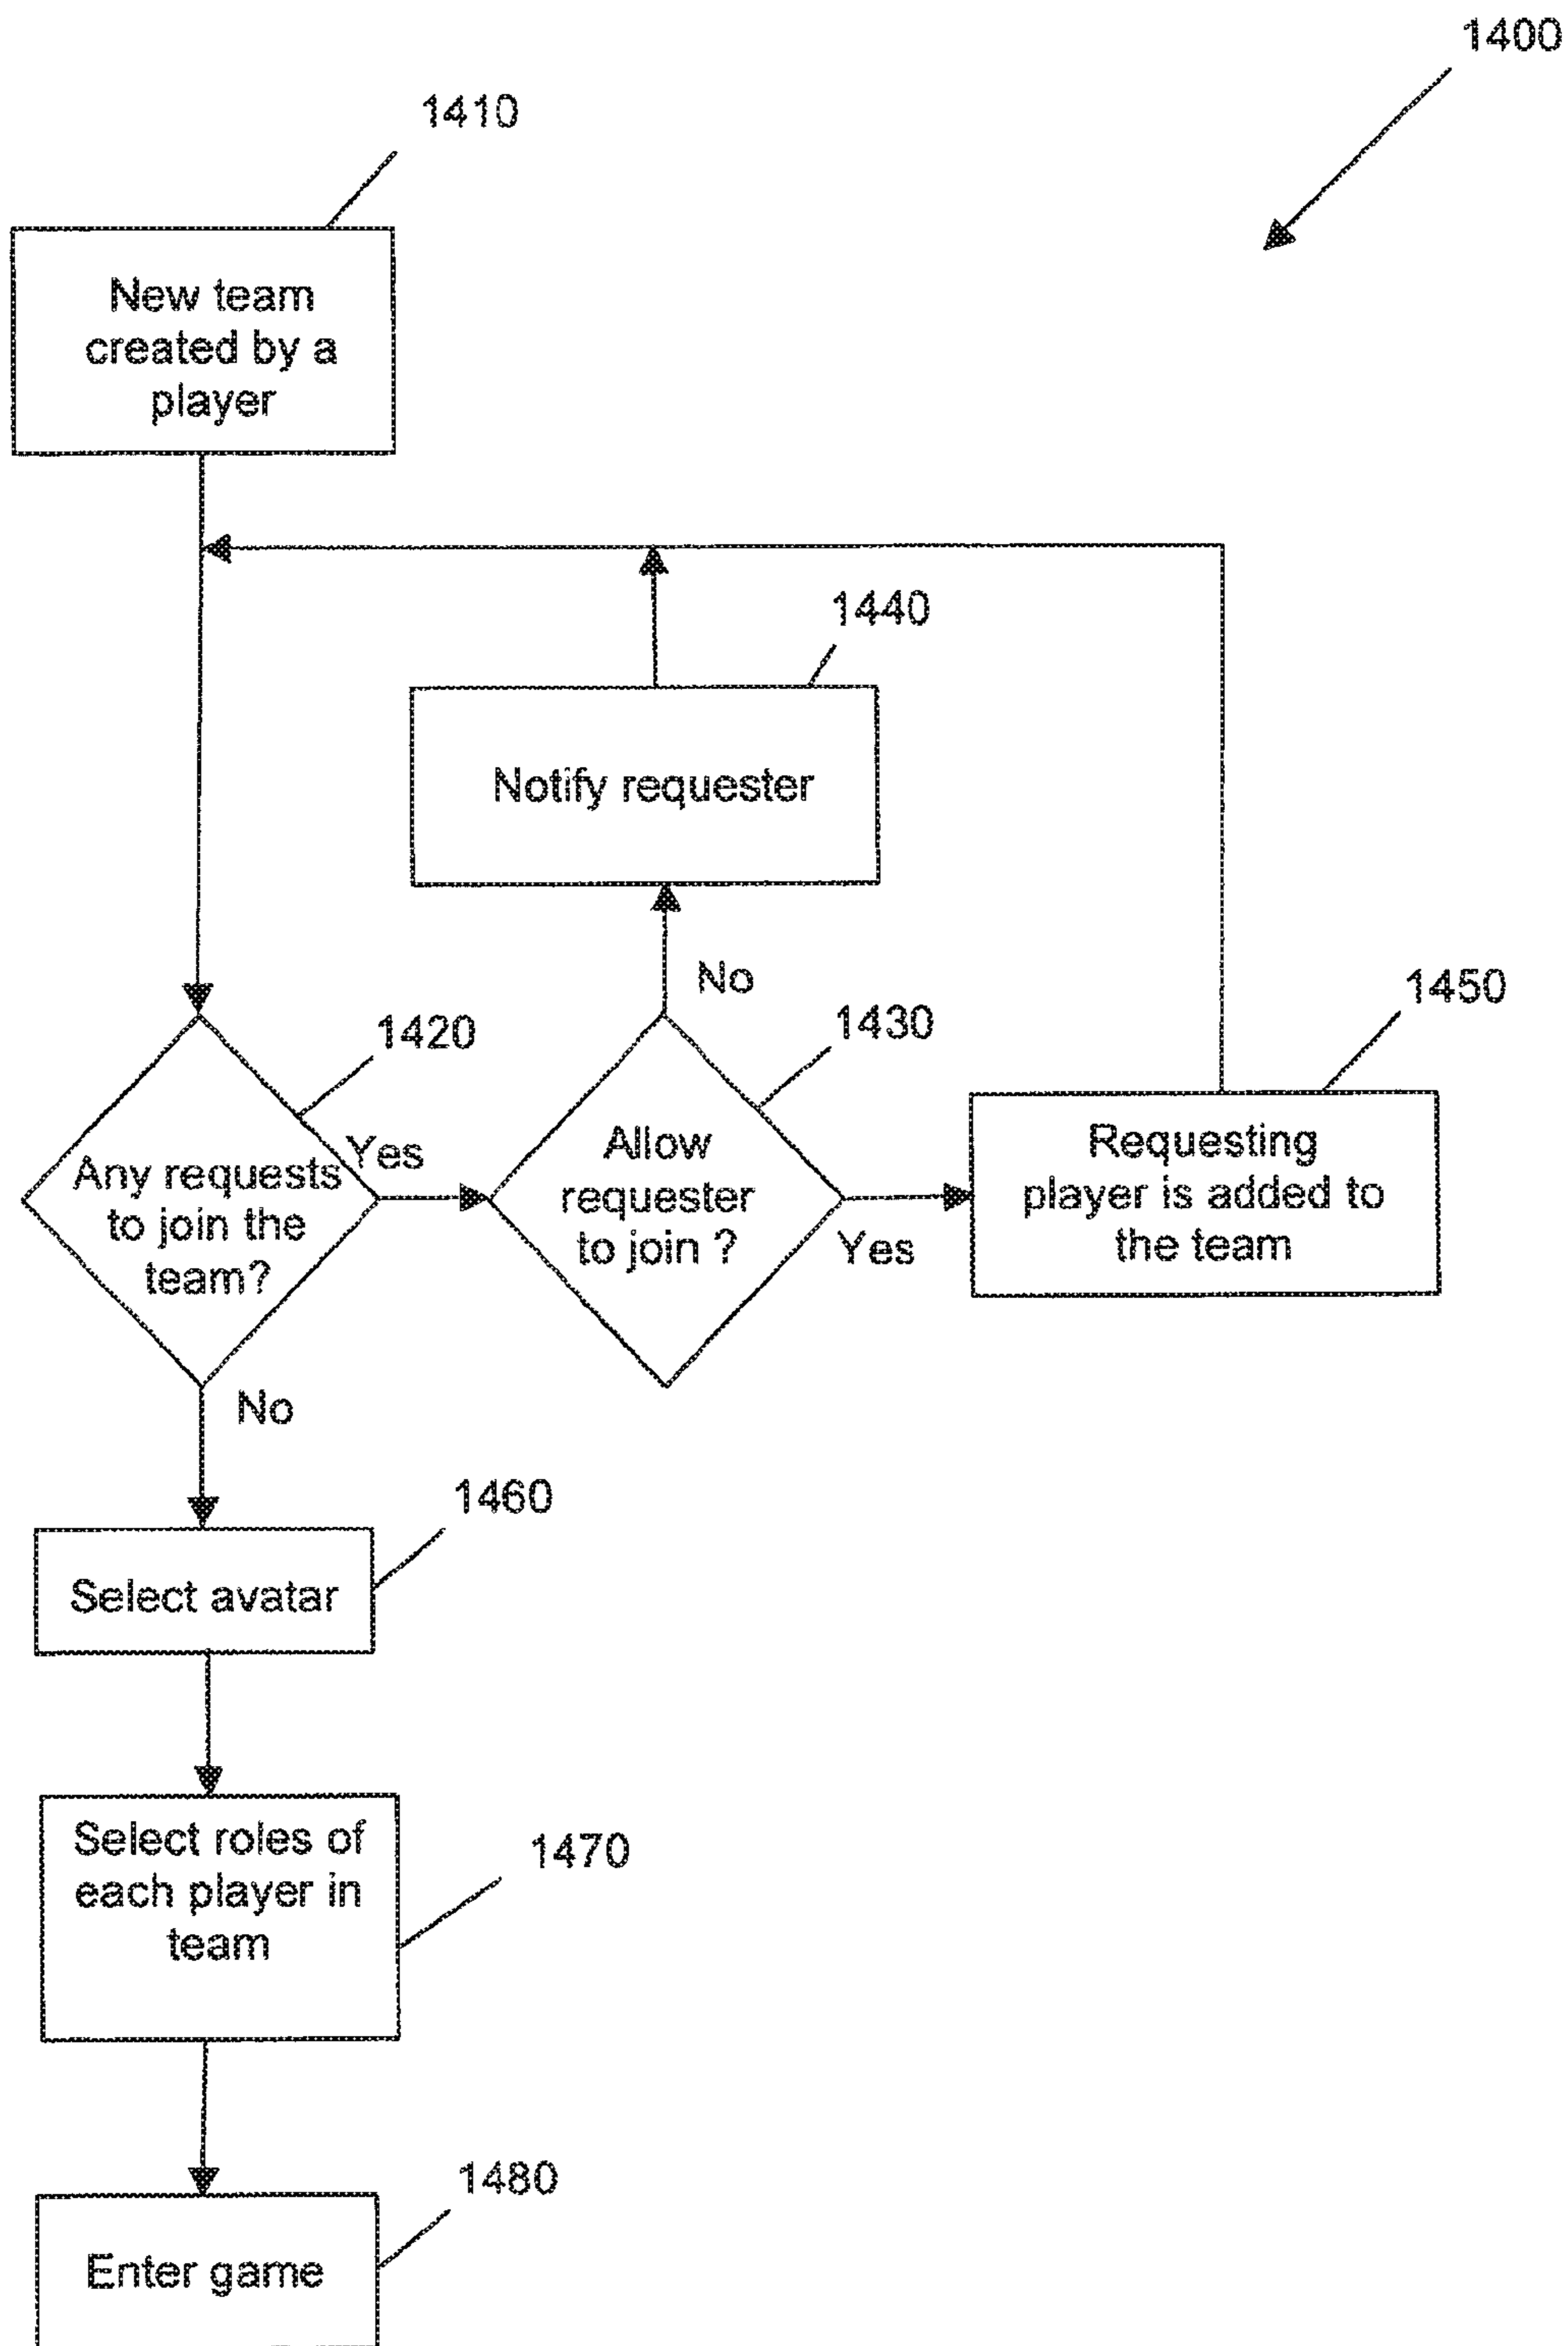 1400
1410
New team
created by a
player
1440
Notify requester
No
1420
1430
1450
Yes
Any requests
to join the
team?
Allow
requester
to join ?
Yes
Requesting
player is added to
the team
No
1460
Select avatar
1470
Select roles of
each player in
team
1480
Enter game